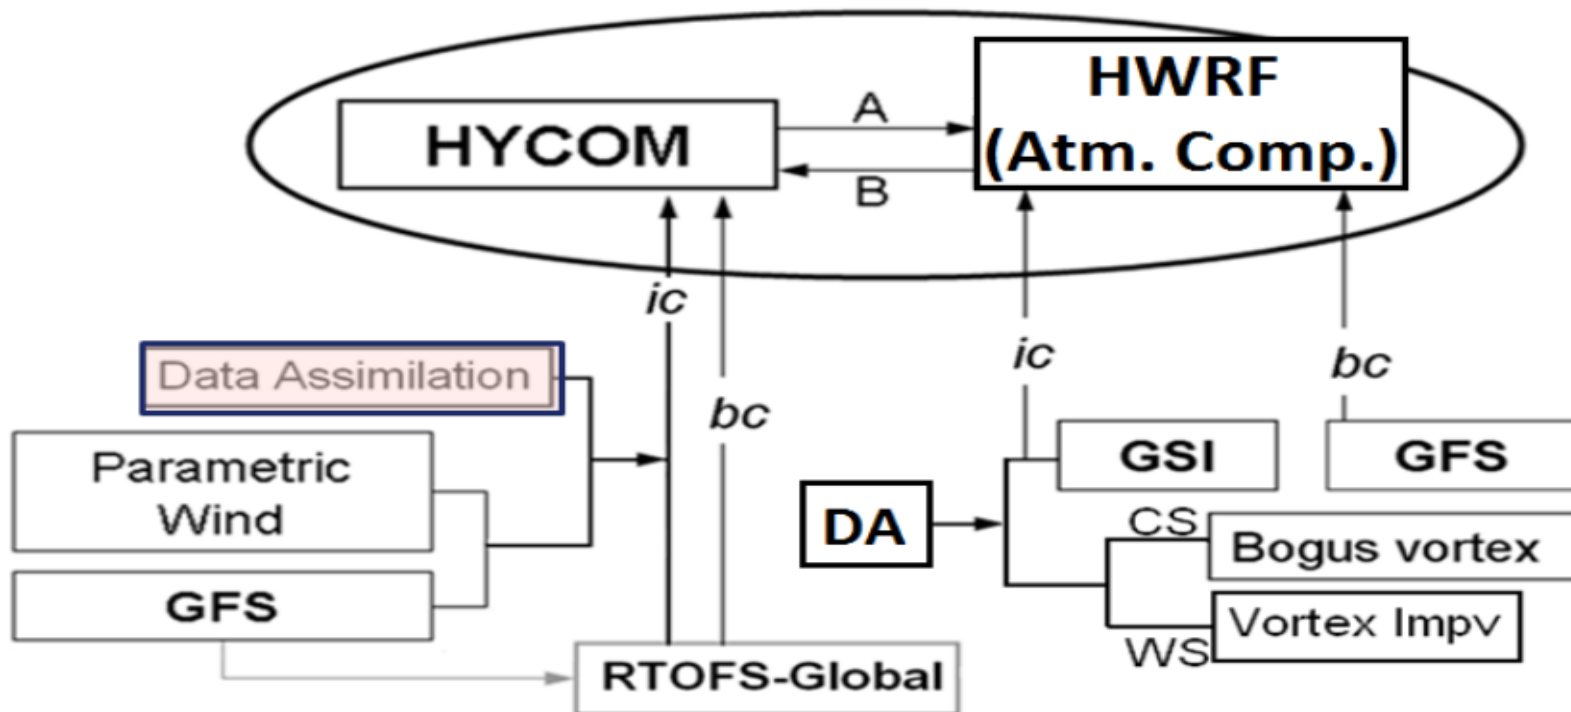 HWRF
(Atm. Comp.)
HYCOM
A
B
ic
bc
ic
bc
Data Assimilation
Parametric
Wind
GFS
GSI
GFS
DA
CS
Bogus vortex
Vortex Impv
WS
RTOFS-Global